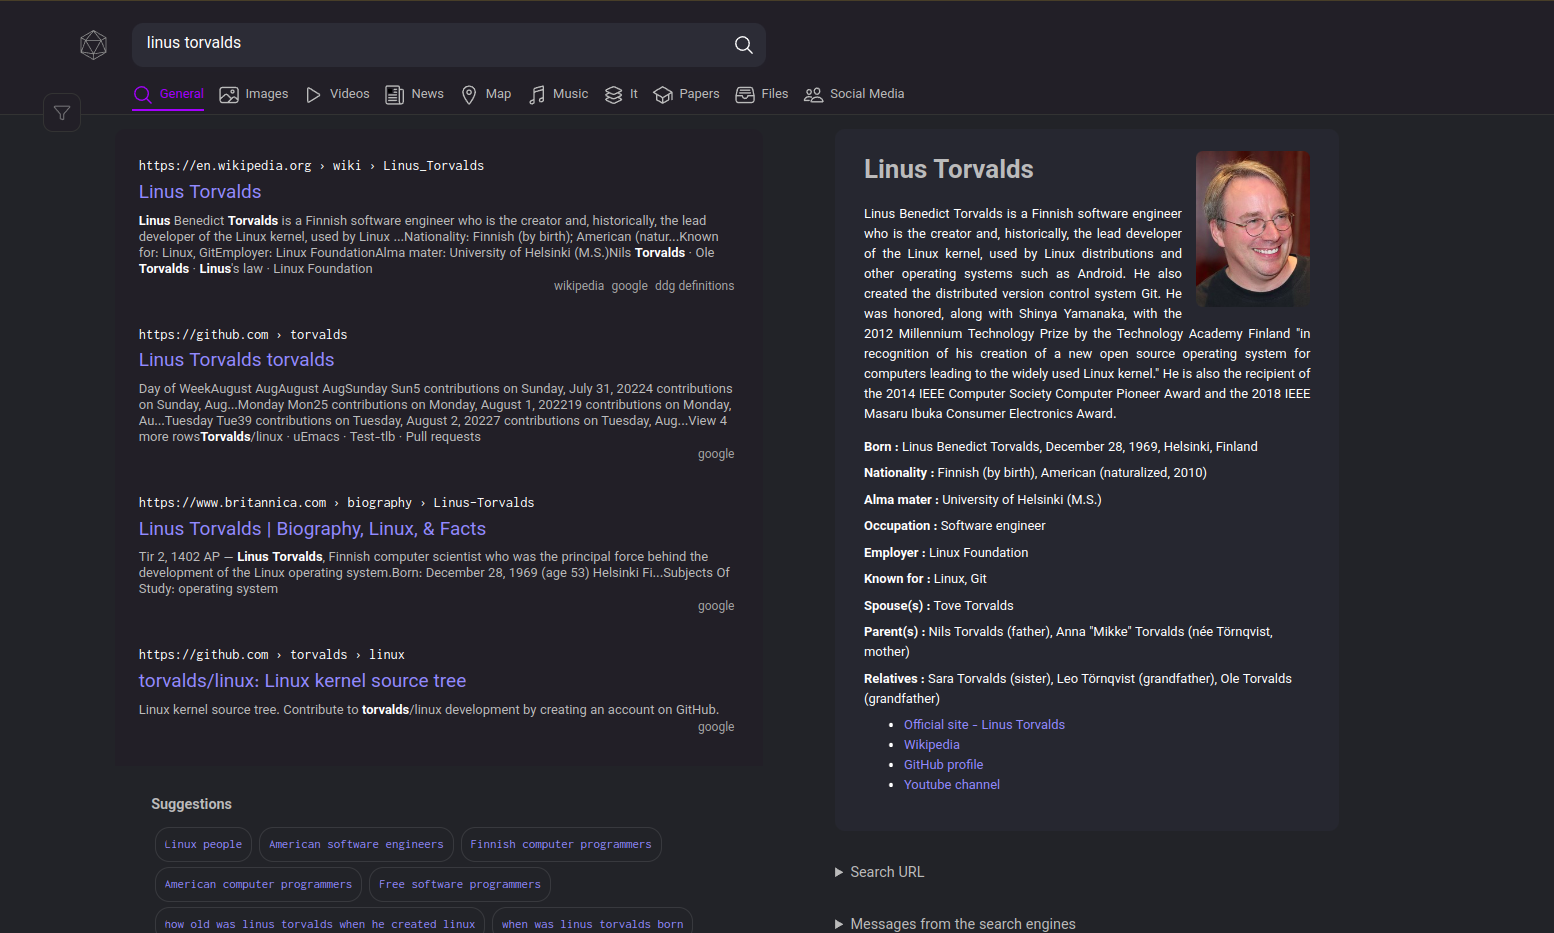 linus torvalds
General Images Videos News Map Music It Papers Files Social Media
https://en.wikipedia.org › wiki › Linus_Torvalds
Linus Torvalds
Linus Benedict Torvalds is a Finnish software engineer who is the creator and, historically, the lead
developer of the Linux kernel, used by Linux ...Nationality: Finnish (by birth); American (natur...Known
for: Linux, GitEmployer: Linux FoundationAlma mater: University of Helsinki (M.S.)Nils Torvalds · Ole
Torvalds · Linus's law · Linux Foundation
wikipedia google ddg definitions
https://github.com › torvalds
Linus Torvalds torvalds
Day of WeekAugust AugAugust AugSunday Sun5 contributions on Sunday, July 31, 20224 contributions
on Sunday, Aug...Monday Mon25 contributions on Monday, August 1, 202219 contributions on Monday,
Au...Tuesday Tue39 contributions on Tuesday, August 2, 20227 contributions on Tuesday, Aug...View 4
more rowsTorvalds/linux · uEmacs · Test-tlb · Pull requests
google
https://www.britannica.com › biography › Linus-Torvalds
Linus Torvalds | Biography, Linux, & Facts
Tir 2, 1402 AP — Linus Torvalds, Finnish computer scientist who was the principal force behind the
development of the Linux operating system.Born: December 28, 1969 (age 53) Helsinki Fi...Subjects Of
Study: operating system
google
https://github.com › torvalds › linux
torvalds/linux: Linux kernel source tree
Linux kernel source tree. Contribute to torvalds/linux development by creating an account on GitHub.
google
Suggestions
Linux people American software engineers Finnish computer programmers
American computer programmers Free software programmers
how old was linus torvalds when he created linux when was linus torvalds born
Linus Torvalds
Linus Benedict Torvalds is a Finnish software engineer
who is the creator and, historically, the lead developer
of the Linux kernel, used by Linux distributions and
other operating systems such as Android. He also
created the distributed version control system Git. He
was honored, along with Shinya Yamanaka, with the
2012 Millennium Technology Prize by the Technology Academy Finland "in
recognition of his creation of a new open source operating system for
computers leading to the widely used Linux kernel." He is also the recipient of
the 2014 IEEE Computer Society Computer Pioneer Award and the 2018 IEEE
Masaru Ibuka Consumer Electronics Award.
Born : Linus Benedict Torvalds, December 28, 1969, Helsinki, Finland
Nationality : Finnish (by birth), American (naturalized, 2010)
Alma mater : University of Helsinki (M.S.)
Occupation : Software engineer
Employer : Linux Foundation
Known for : Linux, Git
Spouse(s) : Tove Torvalds
Parent(s) : Nils Torvalds (father), Anna "Mikke" Torvalds (née Törnqvist,
mother)
Relatives : Sara Torvalds (sister), Leo Törnqvist (grandfather), Ole Torvalds
(grandfather)
• Official site - Linus Torvalds
• Wikipedia
• GitHub profile
• Youtube channel
Search URL
Messages from the search engines